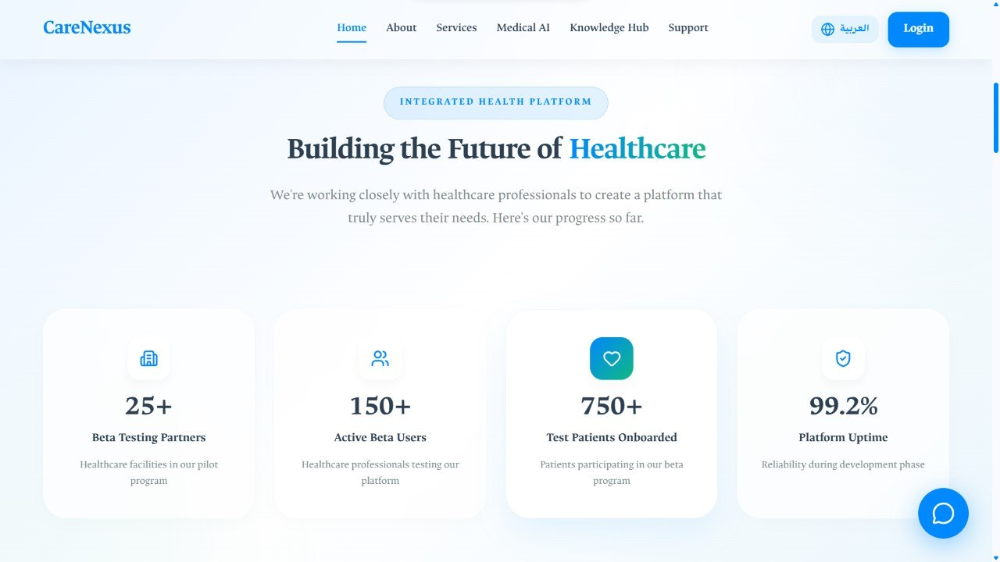 CareNexus
Home
About
Services
Medical AI
Knowledge Hub
Support
العربية
Login
INTEGRATED HEALTH PLATFORM
Building the Future of Healthcare
We're working closely with healthcare professionals to create a platform that
truly serves their needs. Here's our progress so far.
25+
Beta Testing Partners
Healthcare facilities in our pilot
program
150+
Active Beta Users
Healthcare professionals testing our
platform
750+
Test Patients Onboarded
Patients participating in our beta
program
99.2%
Platform Uptime
Reliability during development phase